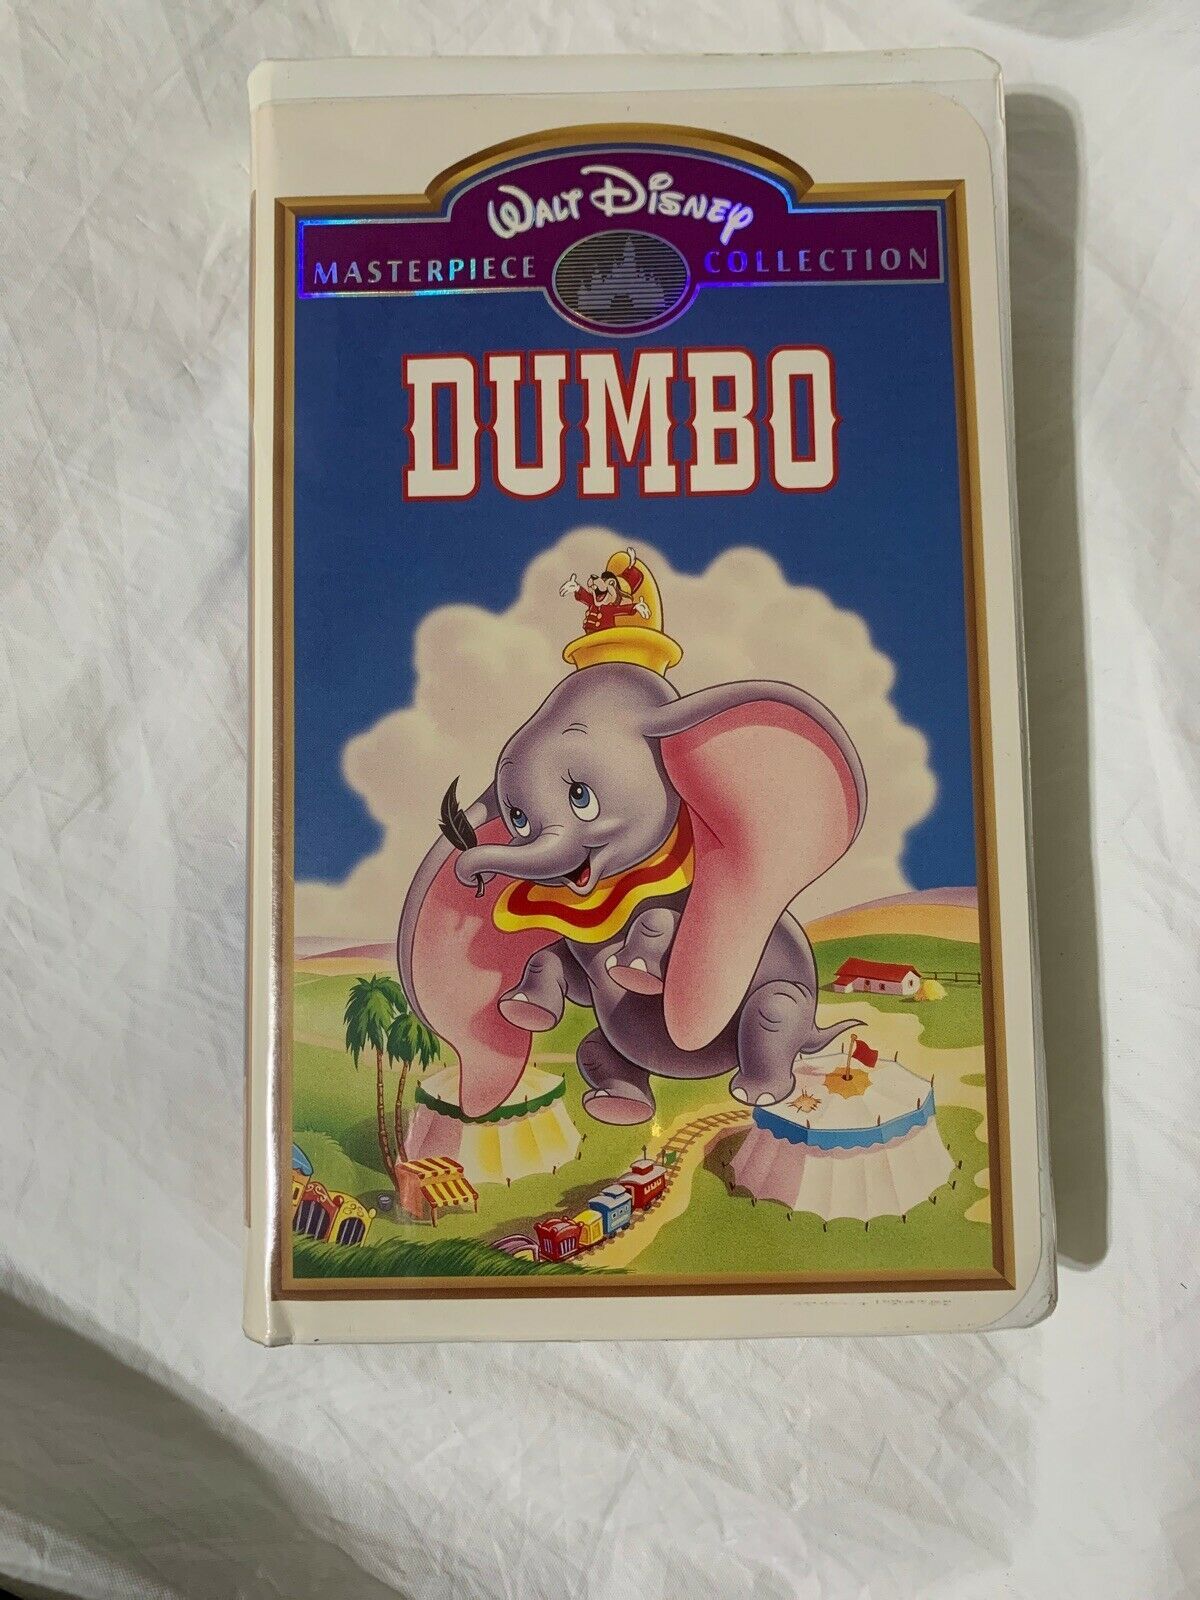 WALT DISNEY
MASTERPIECE COLLECTION
DUMBO